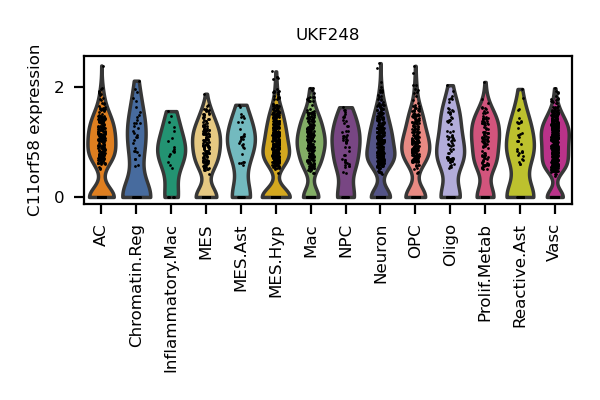 UKF248
C11orf58 expression
2
0
AC
Chromatin.Reg
Inflammatory.Mac
MES
MES.Ast
MES.Hyp
Mac
NPC
Neuron
OPC
Oligo
Prolif.Metab
Reactive.Ast
Vasc